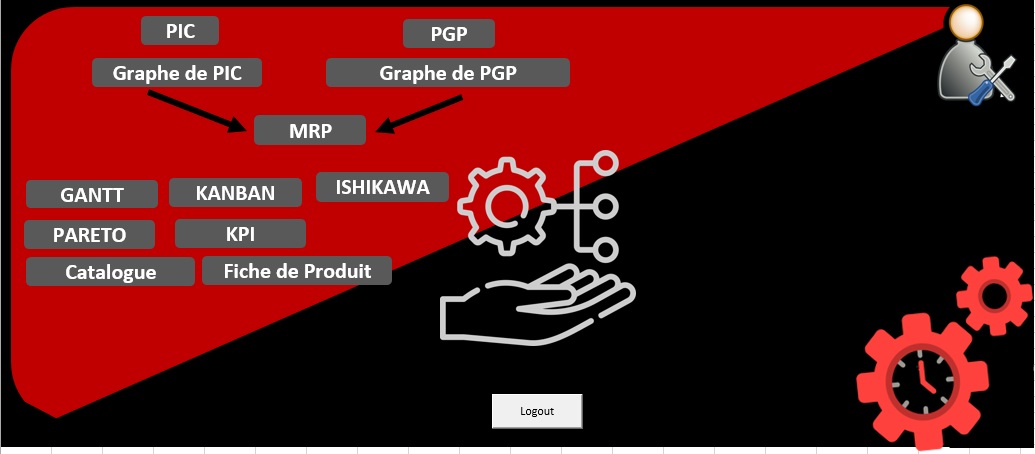 PIC
PGP
Graphe de PIC
Graphe de PGP
MRP
GANTT
KANBAN
ISHIKAWA
PARETO
KPI
Catalogue
Fiche de Produit
Logout